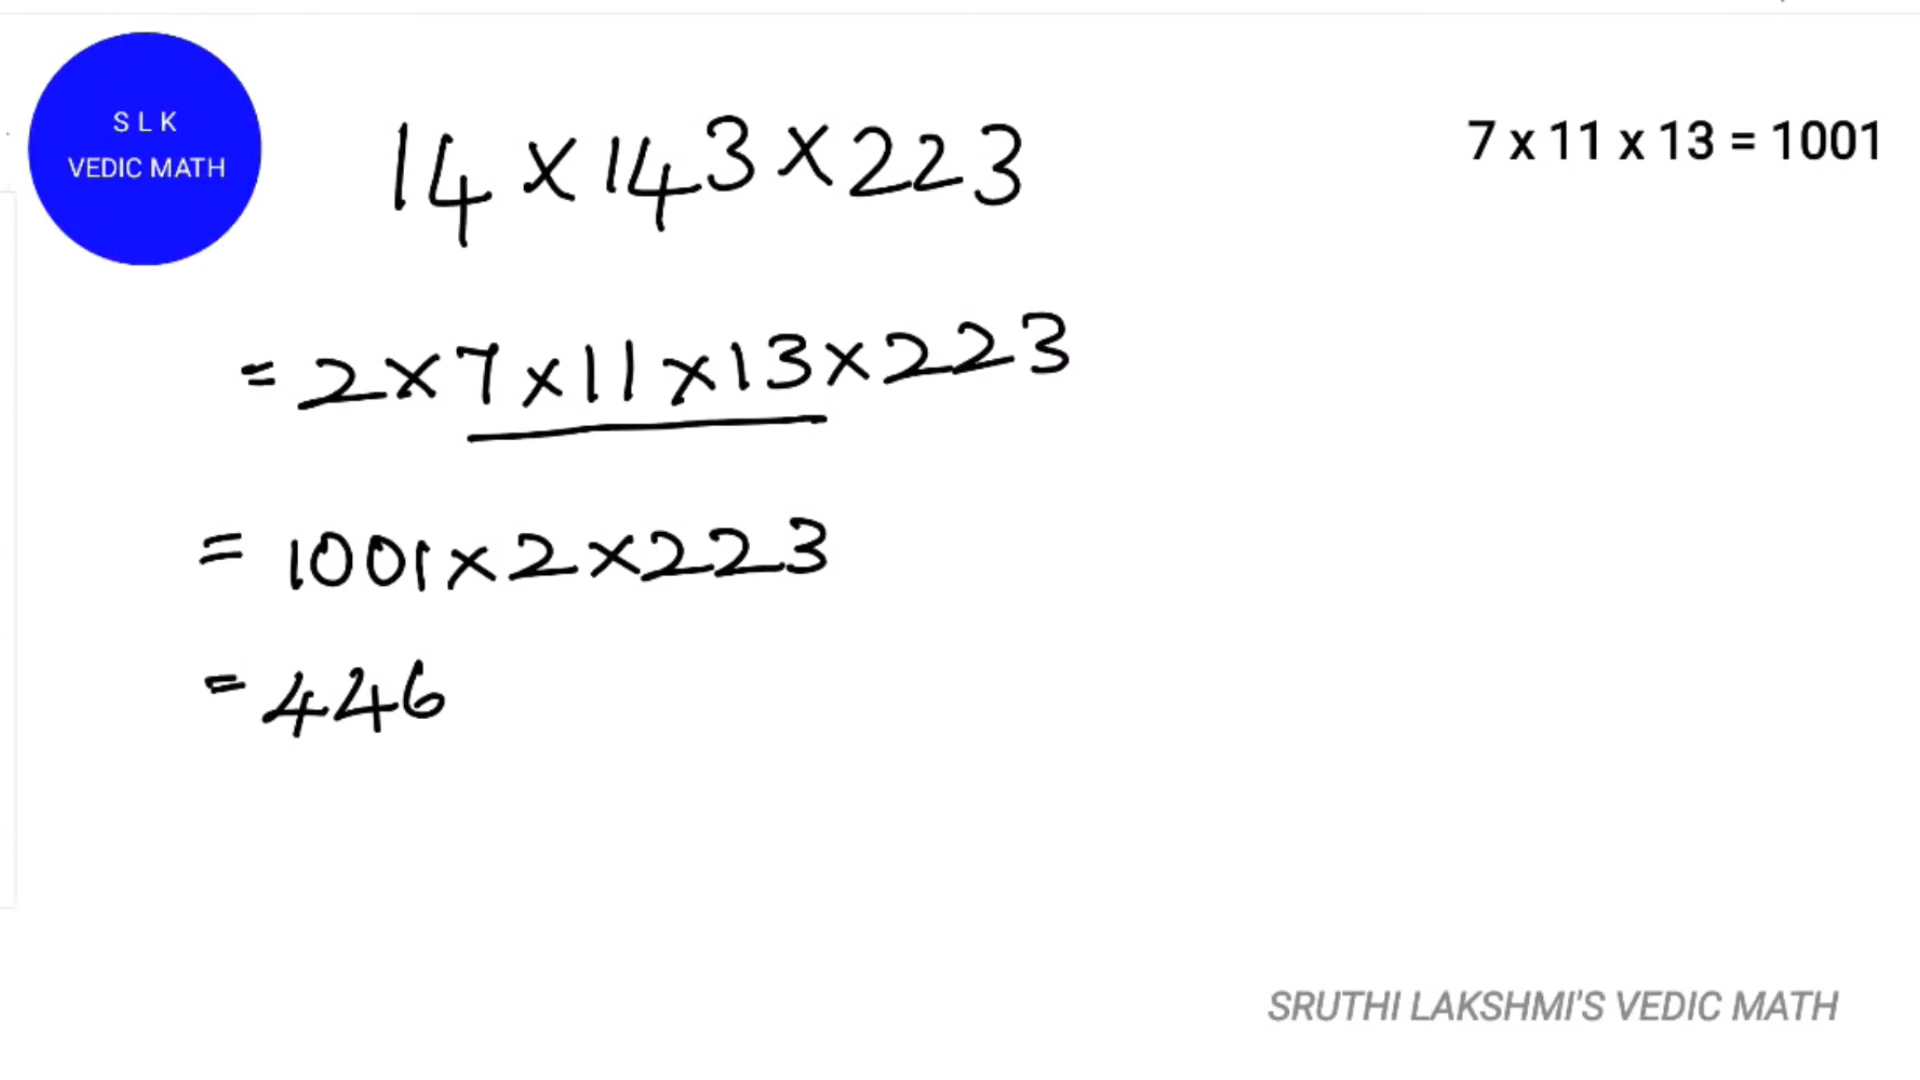 S L K
VEDIC MATH
14 × 143 × 223
7 x 11 x 13 = 1001
= 2 × 7 × 11 × 13 × 223
= 1001 × 2 × 223
= 446
SRUTHI LAKSHMI'S VEDIC MATH